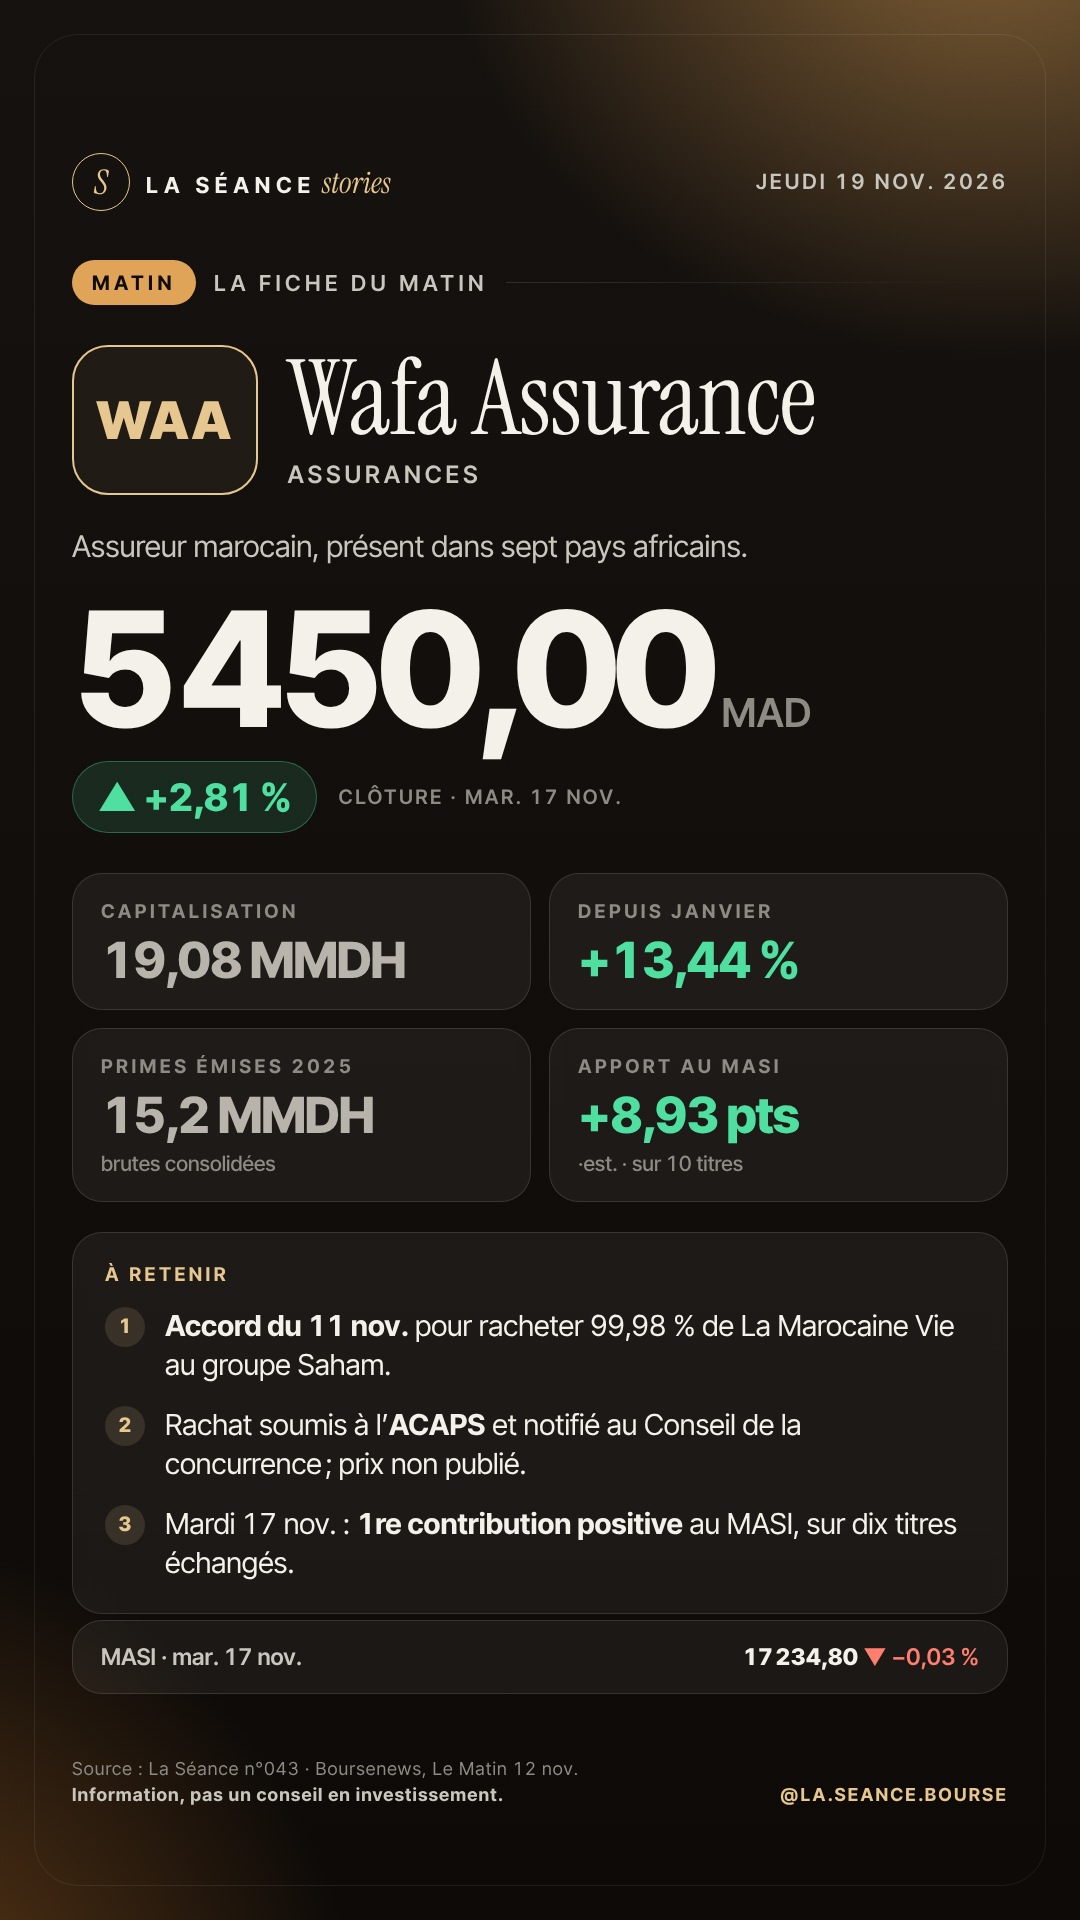 S LA SÉANCE stories
JEUDI 19 NOV. 2026
MATIN LA FICHE DU MATIN
WAA
Wafa Assurance
ASSURANCES
Assureur marocain, présent dans sept pays africains.
5 450,00 MAD
▲ +2,81 % CLÔTURE · MAR. 17 NOV.
CAPITALISATION
19,08 MMDH
DEPUIS JANVIER
+13,44 %
PRIMES ÉMISES 2025
15,2 MMDH
brutes consolidées
APPORT AU MASI
+8,93 pts
·est. · sur 10 titres
À RETENIR
1 Accord du 11 nov. pour racheter 99,98 % de La Marocaine Vie
au groupe Saham.
2 Rachat soumis à l’ACAPS et notifié au Conseil de la
concurrence ; prix non publié.
3 Mardi 17 nov. : 1re contribution positive au MASI, sur dix titres
échangés.
MASI · mar. 17 nov. 17 234,80 ▼ −0,03 %
Source : La Séance n°043 · Boursenews, Le Matin 12 nov.
Information, pas un conseil en investissement.
@LA.SEANCE.BOURSE